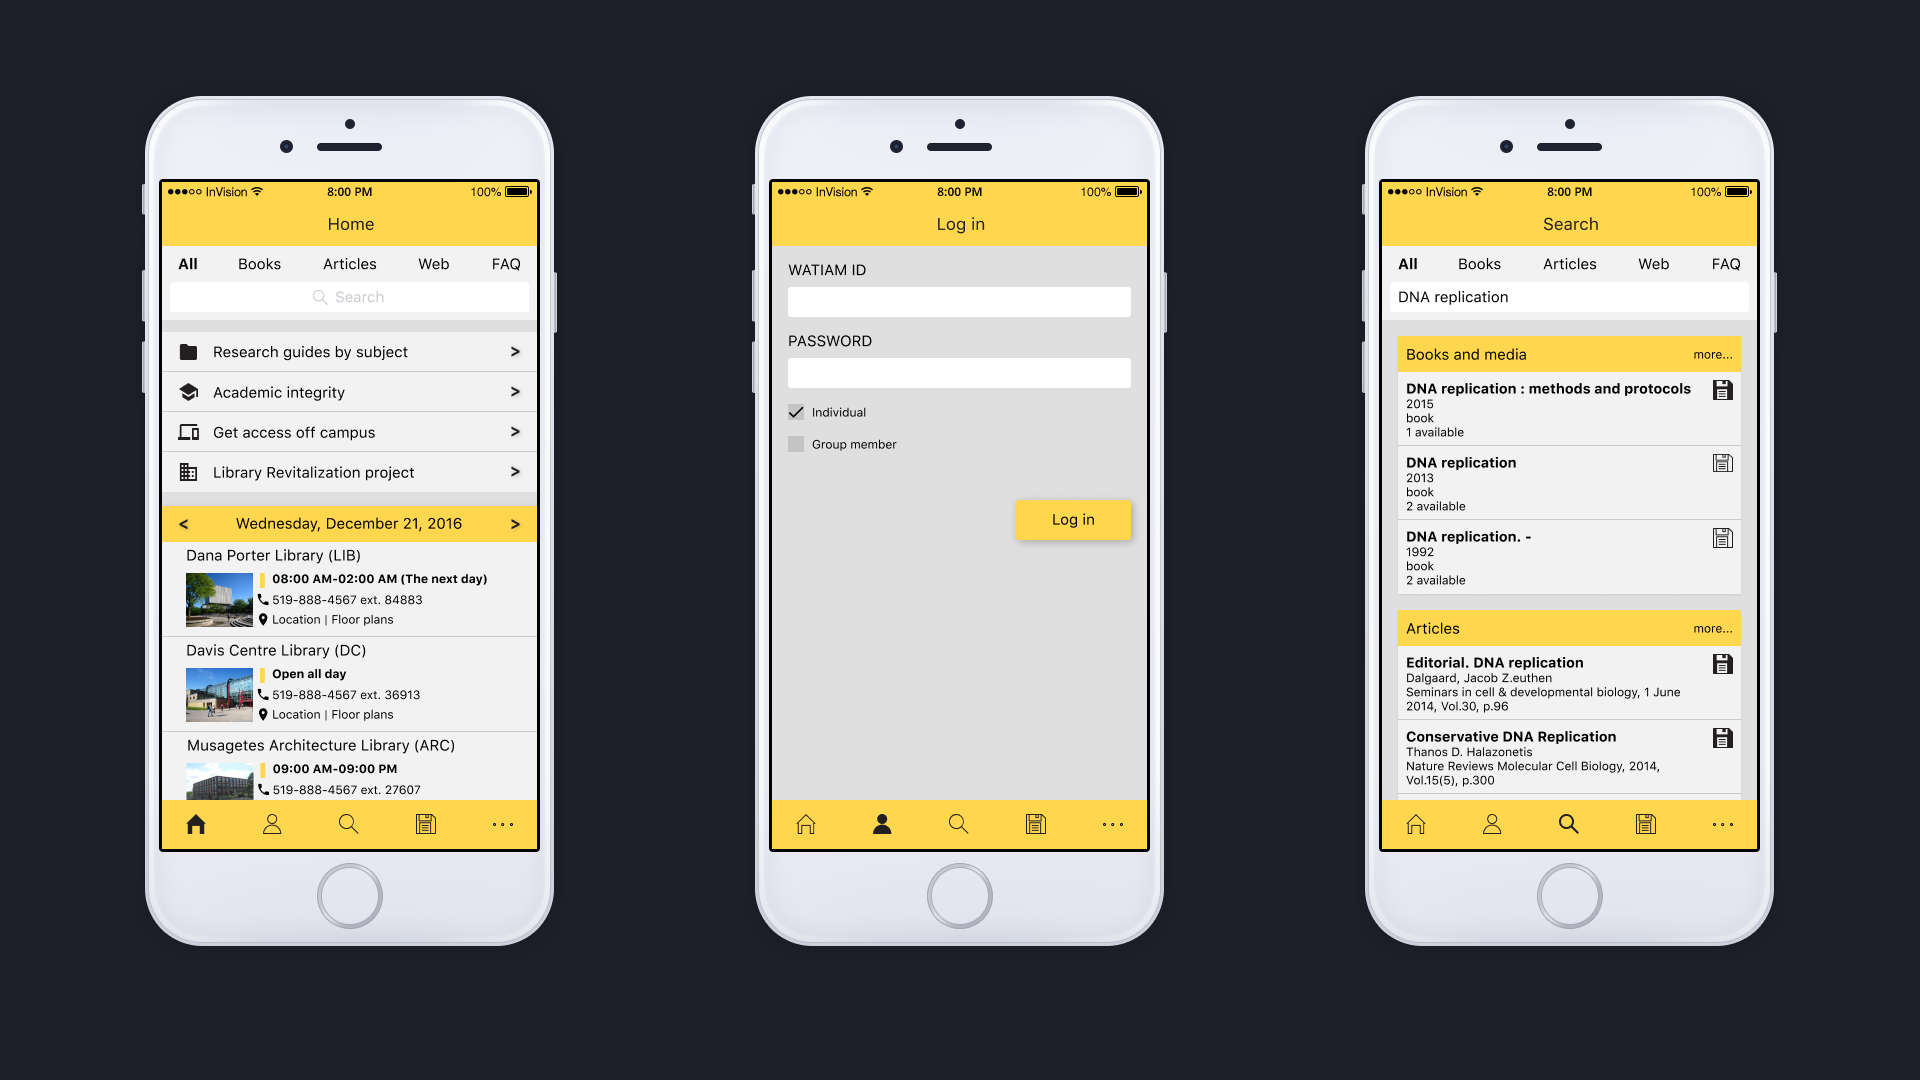 InVision 8:00 PM 100%
Home
All Books Articles Web FAQ
Search
Research guides by subject >
Academic integrity >
Get access off campus >
Library Revitalization project >
< Wednesday, December 21, 2016 >
Dana Porter Library (LIB)
08:00 AM-02:00 AM (The next day)
519-888-4567 ext. 84883
Location | Floor plans
Davis Centre Library (DC)
Open all day
519-888-4567 ext. 36913
Location | Floor plans
Musagetes Architecture Library (ARC)
09:00 AM-09:00 PM
519-888-4567 ext. 27607
InVision 8:00 PM 100%
Log in
WATIAM ID
PASSWORD
Individual
Group member
Log in
InVision 8:00 PM 100%
Search
All Books Articles Web FAQ
DNA replication
Books and media more...
DNA replication : methods and protocols
2015
book
1 available
DNA replication
2013
book
2 available
DNA replication. -
1992
book
2 available
Articles more...
Editorial. DNA replication
Dalgaard, Jacob Z.euthen
Seminars in cell & developmental biology, 1 June
2014, Vol.30, p.96
Conservative DNA Replication
Thanos D. Halazonetis
Nature Reviews Molecular Cell Biology, 2014,
Vol.15(5), p.300